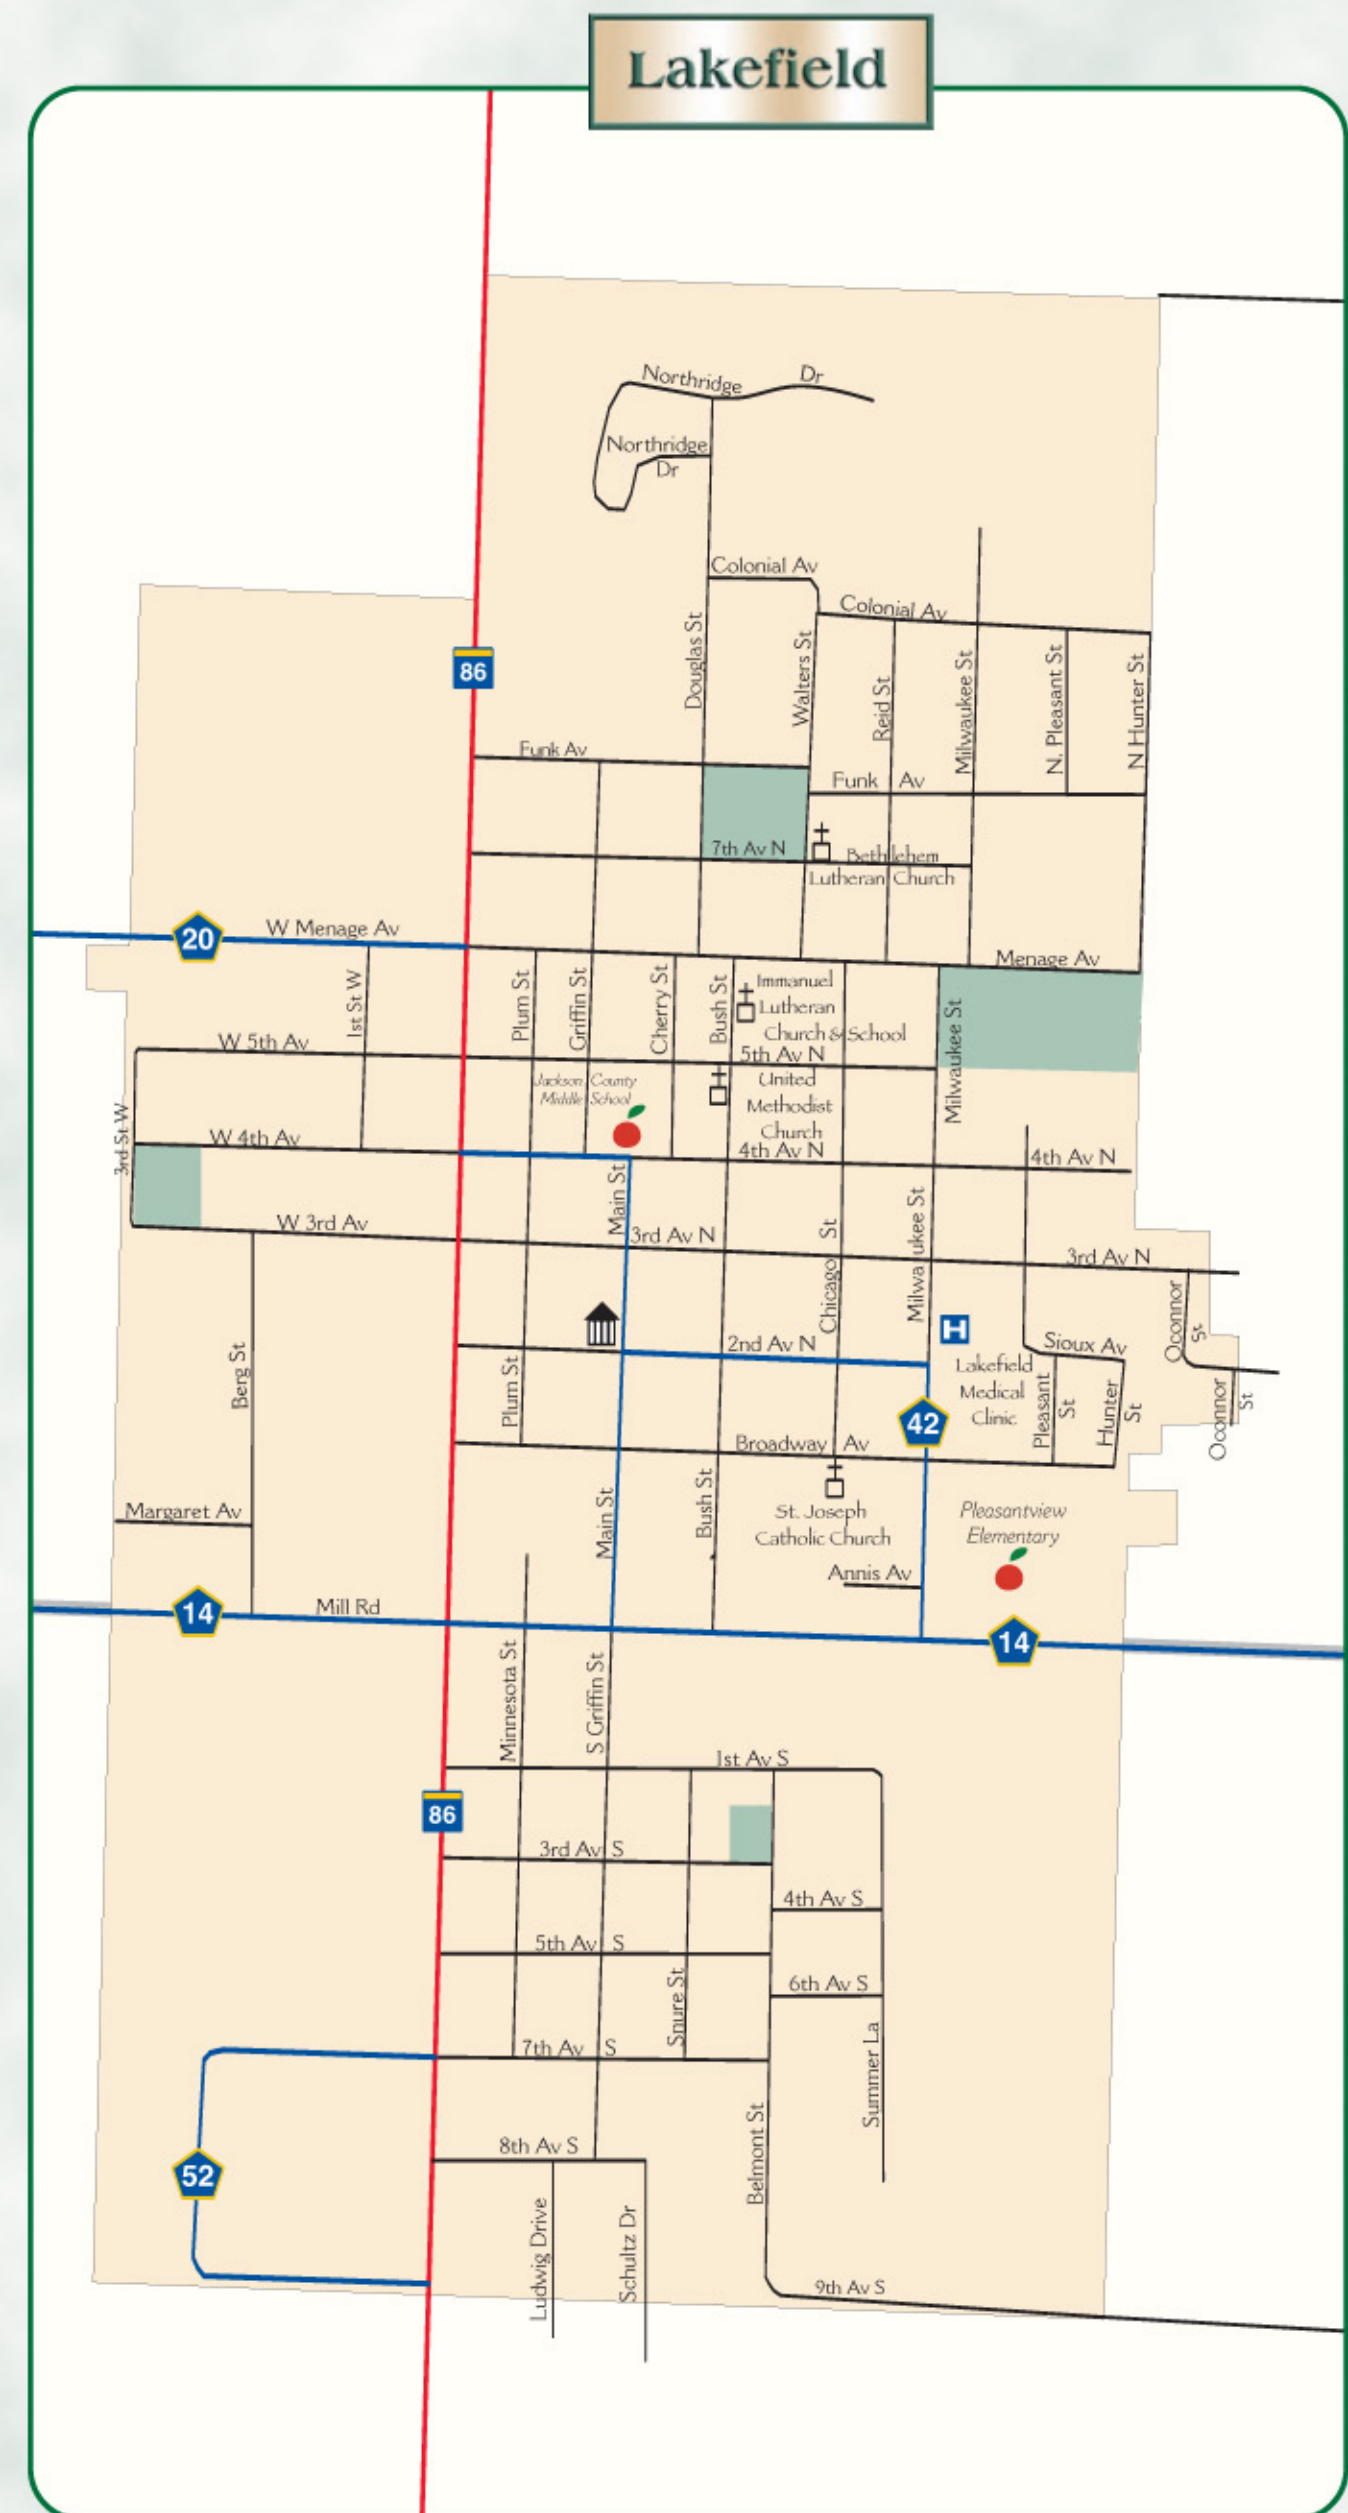 Lakefield
Northridge Dr
Northridge
Dr
Colonial Av
Colonial Av
Douglas St
Walters St
Reid St
Milwaukee St
N. Pleasant St
N Hunter St
86
Funk Av
Funk Av
7th Av N
Bethlehem
Lutheran Church
20
W Menage Av
Menage Av
1st St W
Plum St
Griffin St
Cherry St
Bush St
Immanuel
Lutheran
Church & School
Milwaukee St
W 5th Av
5th Av N
Jackson County
Middle School
United
Methodist
Church
3rd St W
W 4th Av
4th Av N
4th Av N
Main St
W 3rd Av
3rd Av N
3rd Av N
Chicago St
Milwaukee St
Oconnor
St
H
2nd Av N
Sioux Av
Berg St
Plum St
Lakefield
Medical
Clinic
Pleasant
St
Hunter
St
Oconnor
St
42
Broadway Av
Main St
Bush St
St. Joseph
Catholic Church
Pleasantview
Elementary
Margaret Av
Annis Av
14
Mill Rd
14
Minnesota St
S Griffin St
1st Av S
86
3rd Av S
4th Av S
5th Av S
6th Av S
Snure St
Summer La
7th Av S
Belmont St
52
8th Av S
Ludwig Drive
Schultz Dr
9th Av S